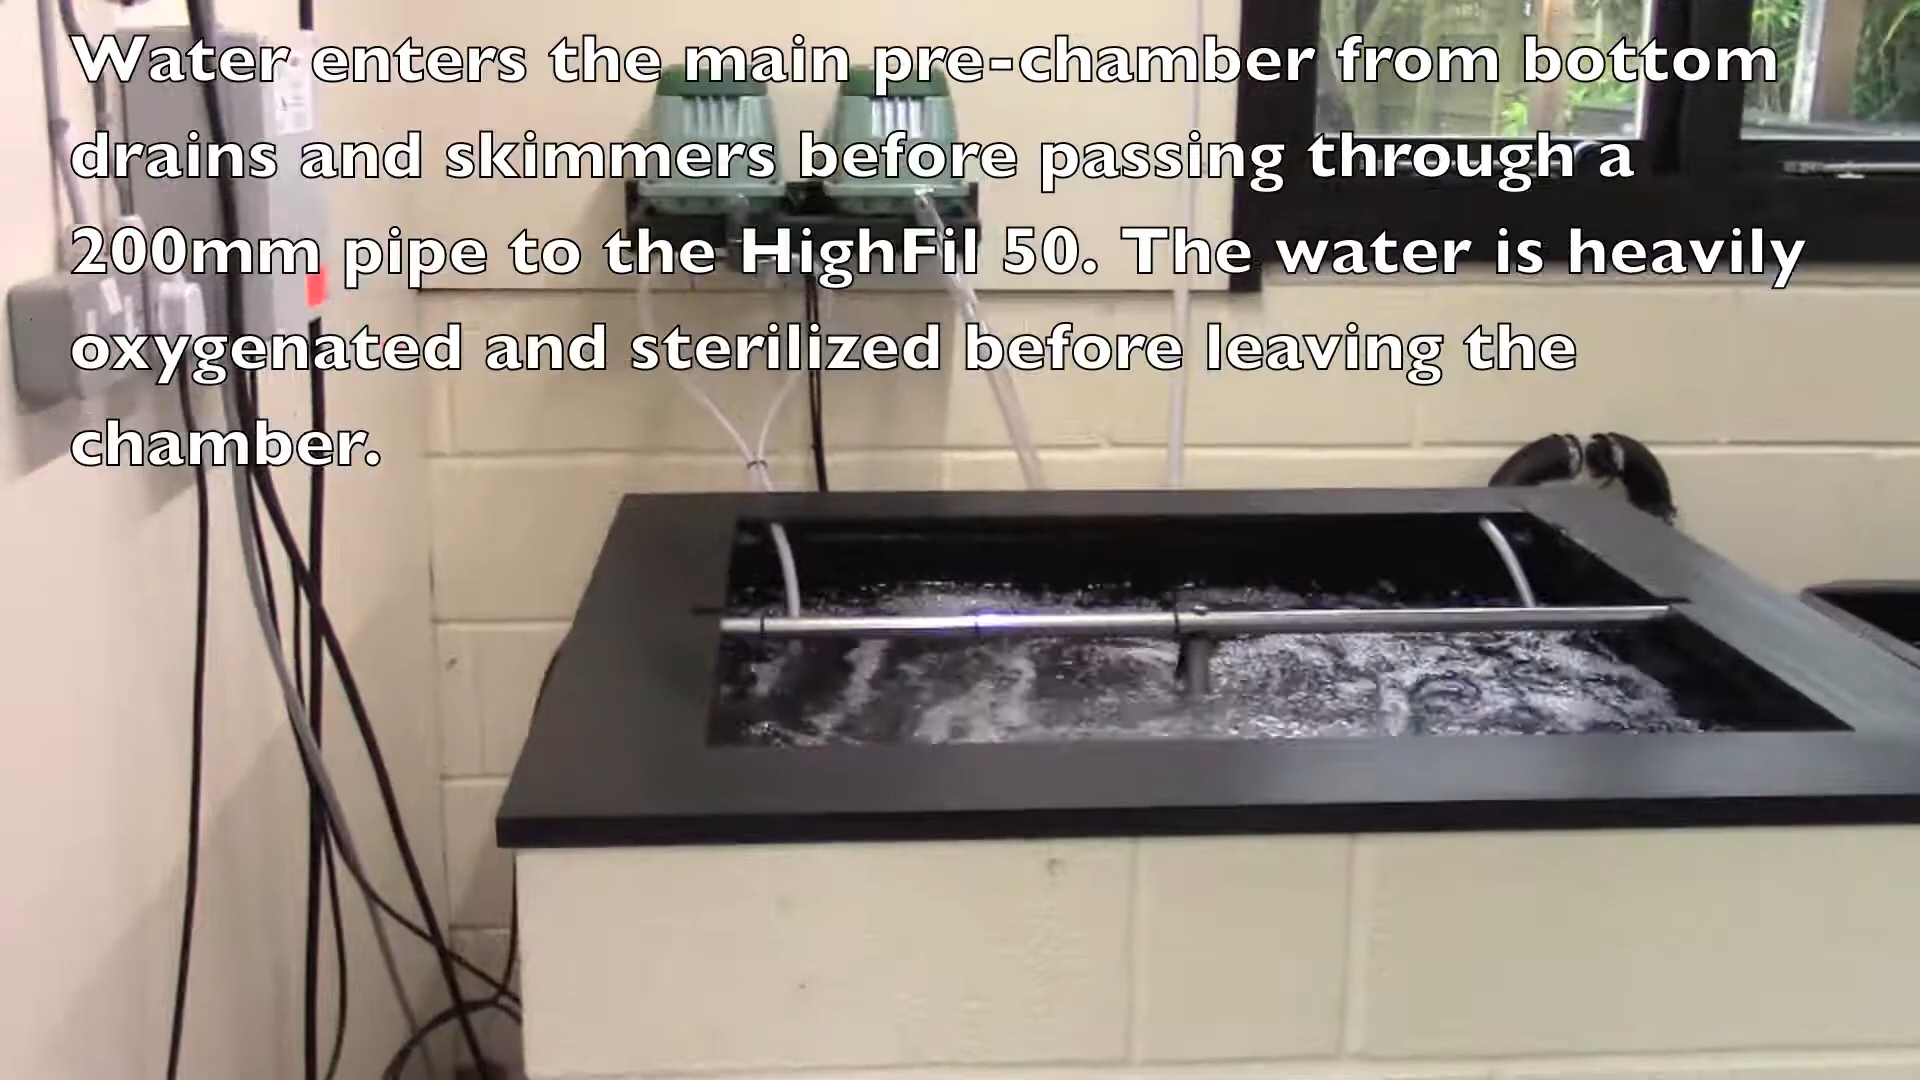 Water enters the main pre-chamber from bottom
drains and skimmers before passing through a
200mm pipe to the HighFil 50. The water is heavily
oxygenated and sterilized before leaving the
chamber.